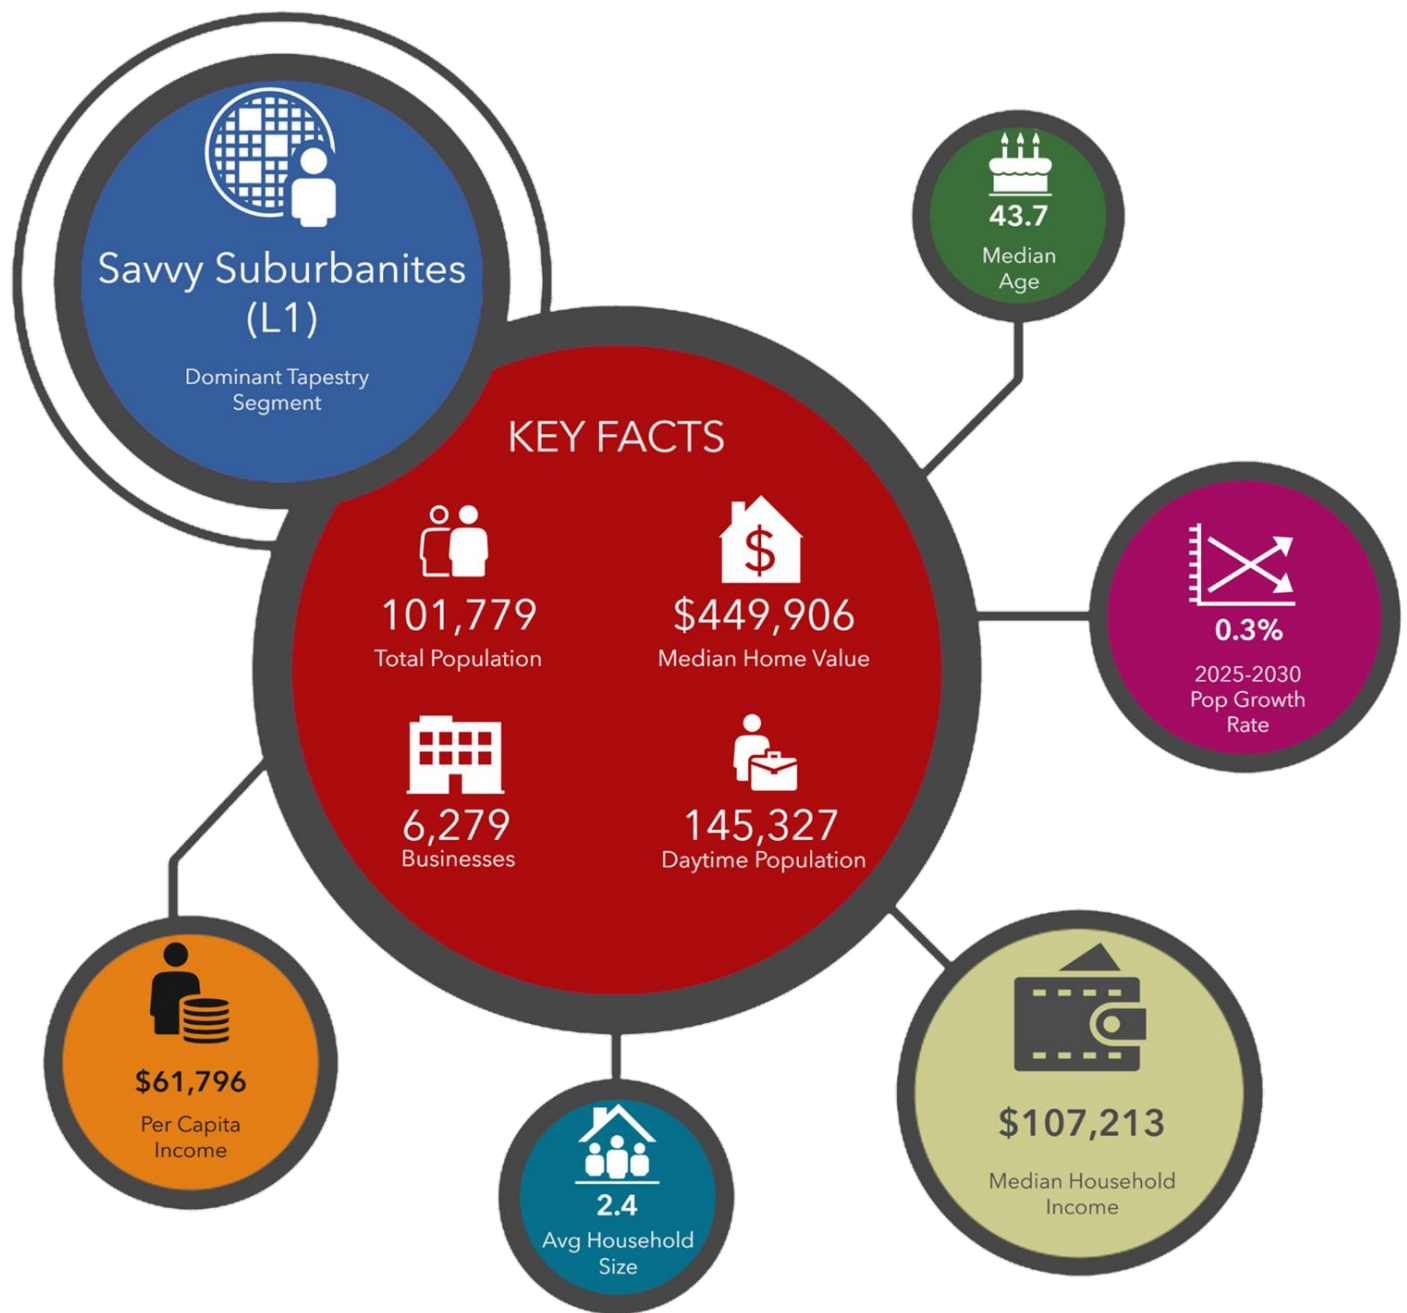 Savvy Suburbanites
(L1)
Dominant Tapestry
Segment
43.7
Median
Age
KEY FACTS
101,779
Total Population
$449,906
Median Home Value
6,279
Businesses
145,327
Daytime Population
0.3%
2025-2030
Pop Growth
Rate
$61,796
Per Capita
Income
2.4
Avg Household
Size
$107,213
Median Household
Income